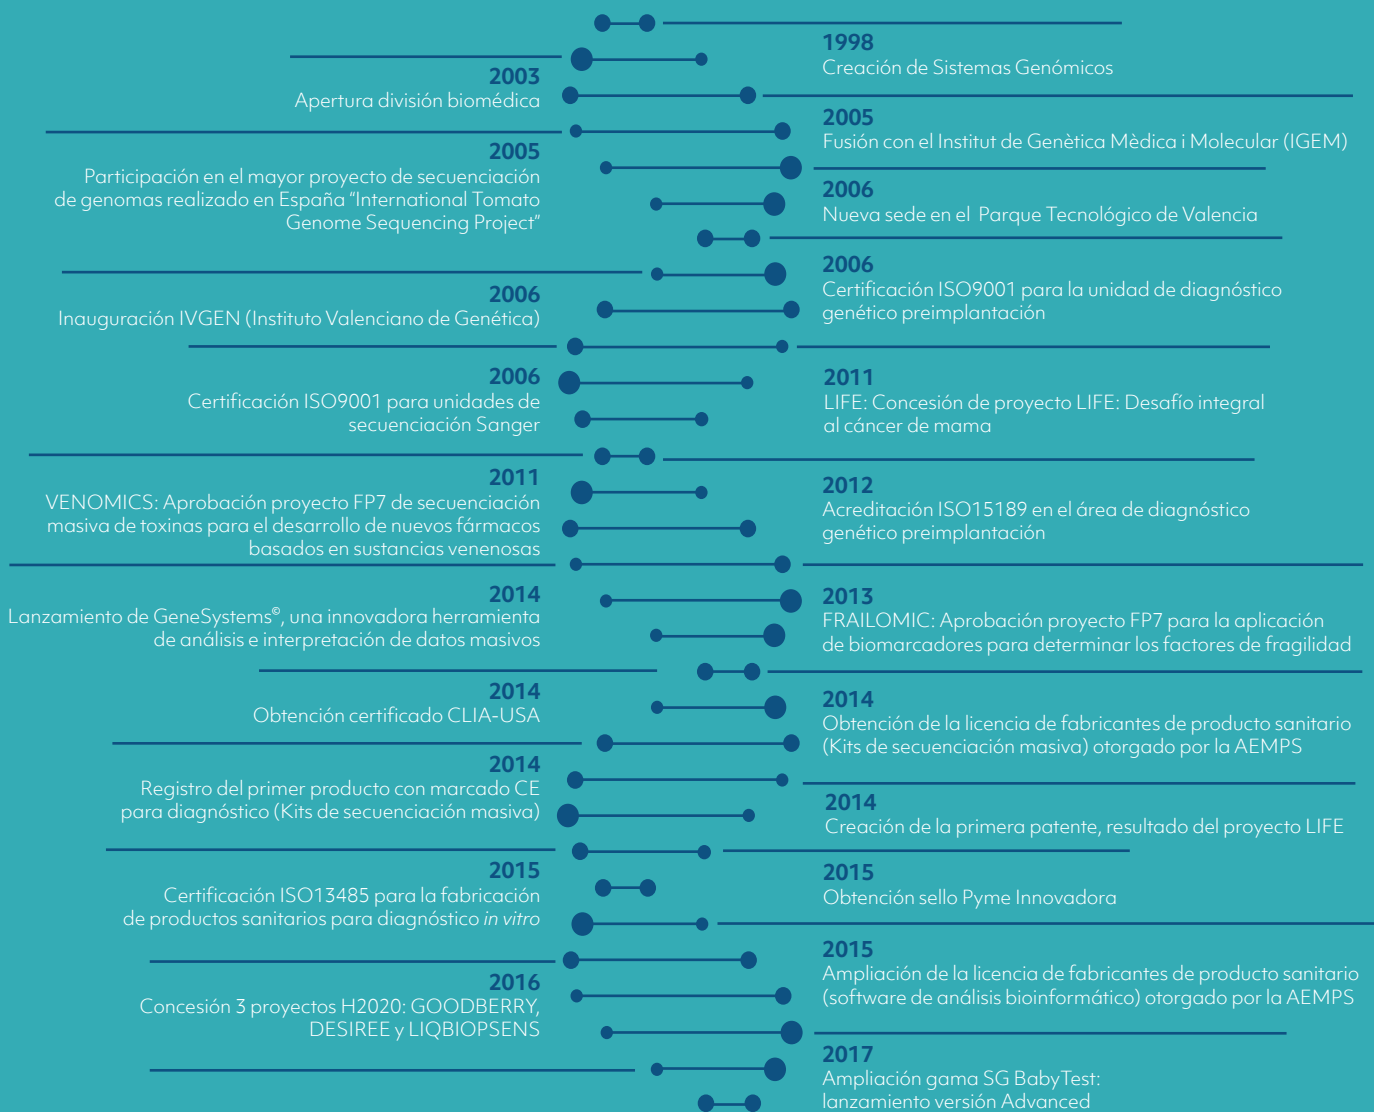 1998
Creación de Sistemas Genómicos
2003
Apertura división biomédica
2005
Fusión con el Institut de Genètica Mèdica i Molecular (IGEM)
2005
Participación en el mayor proyecto de secuenciación
de genomas realizado en España “International Tomato
Genome Sequencing Project”
2006
Nueva sede en el Parque Tecnológico de Valencia
2006
Certificación ISO9001 para la unidad de diagnóstico
genético preimplantación
2006
Inauguración IVGEN (Instituto Valenciano de Genética)
2006
Certificación ISO9001 para unidades de
secuenciación Sanger
2011
LIFE: Concesión de proyecto LIFE: Desafío integral
al cáncer de mama
2011
VENOMICS: Aprobación proyecto FP7 de secuenciación
masiva de toxinas para el desarrollo de nuevos fármacos
basados en sustancias venenosas
2012
Acreditación ISO15189 en el área de diagnóstico
genético preimplantación
2014
Lanzamiento de GeneSystems©, una innovadora herramienta
de análisis e interpretación de datos masivos
2013
FRAILOMIC: Aprobación proyecto FP7 para la aplicación
de biomarcadores para determinar los factores de fragilidad
2014
Obtención certificado CLIA-USA
2014
Obtención de la licencia de fabricantes de producto sanitario
(Kits de secuenciación masiva) otorgado por la AEMPS
2014
Registro del primer producto con marcado CE
para diagnóstico (Kits de secuenciación masiva)
2014
Creación de la primera patente, resultado del proyecto LIFE
2015
Certificación ISO13485 para la fabricación
de productos sanitarios para diagnóstico in vitro
2015
Obtención sello Pyme Innovadora
2015
Ampliación de la licencia de fabricantes de producto sanitario
(software de análisis bioinformático) otorgado por la AEMPS
2016
Concesión 3 proyectos H2020: GOODBERRY,
DESIREE y LIQBIOPSENS
2017
Ampliación gama SG BabyTest:
lanzamiento versión Advanced